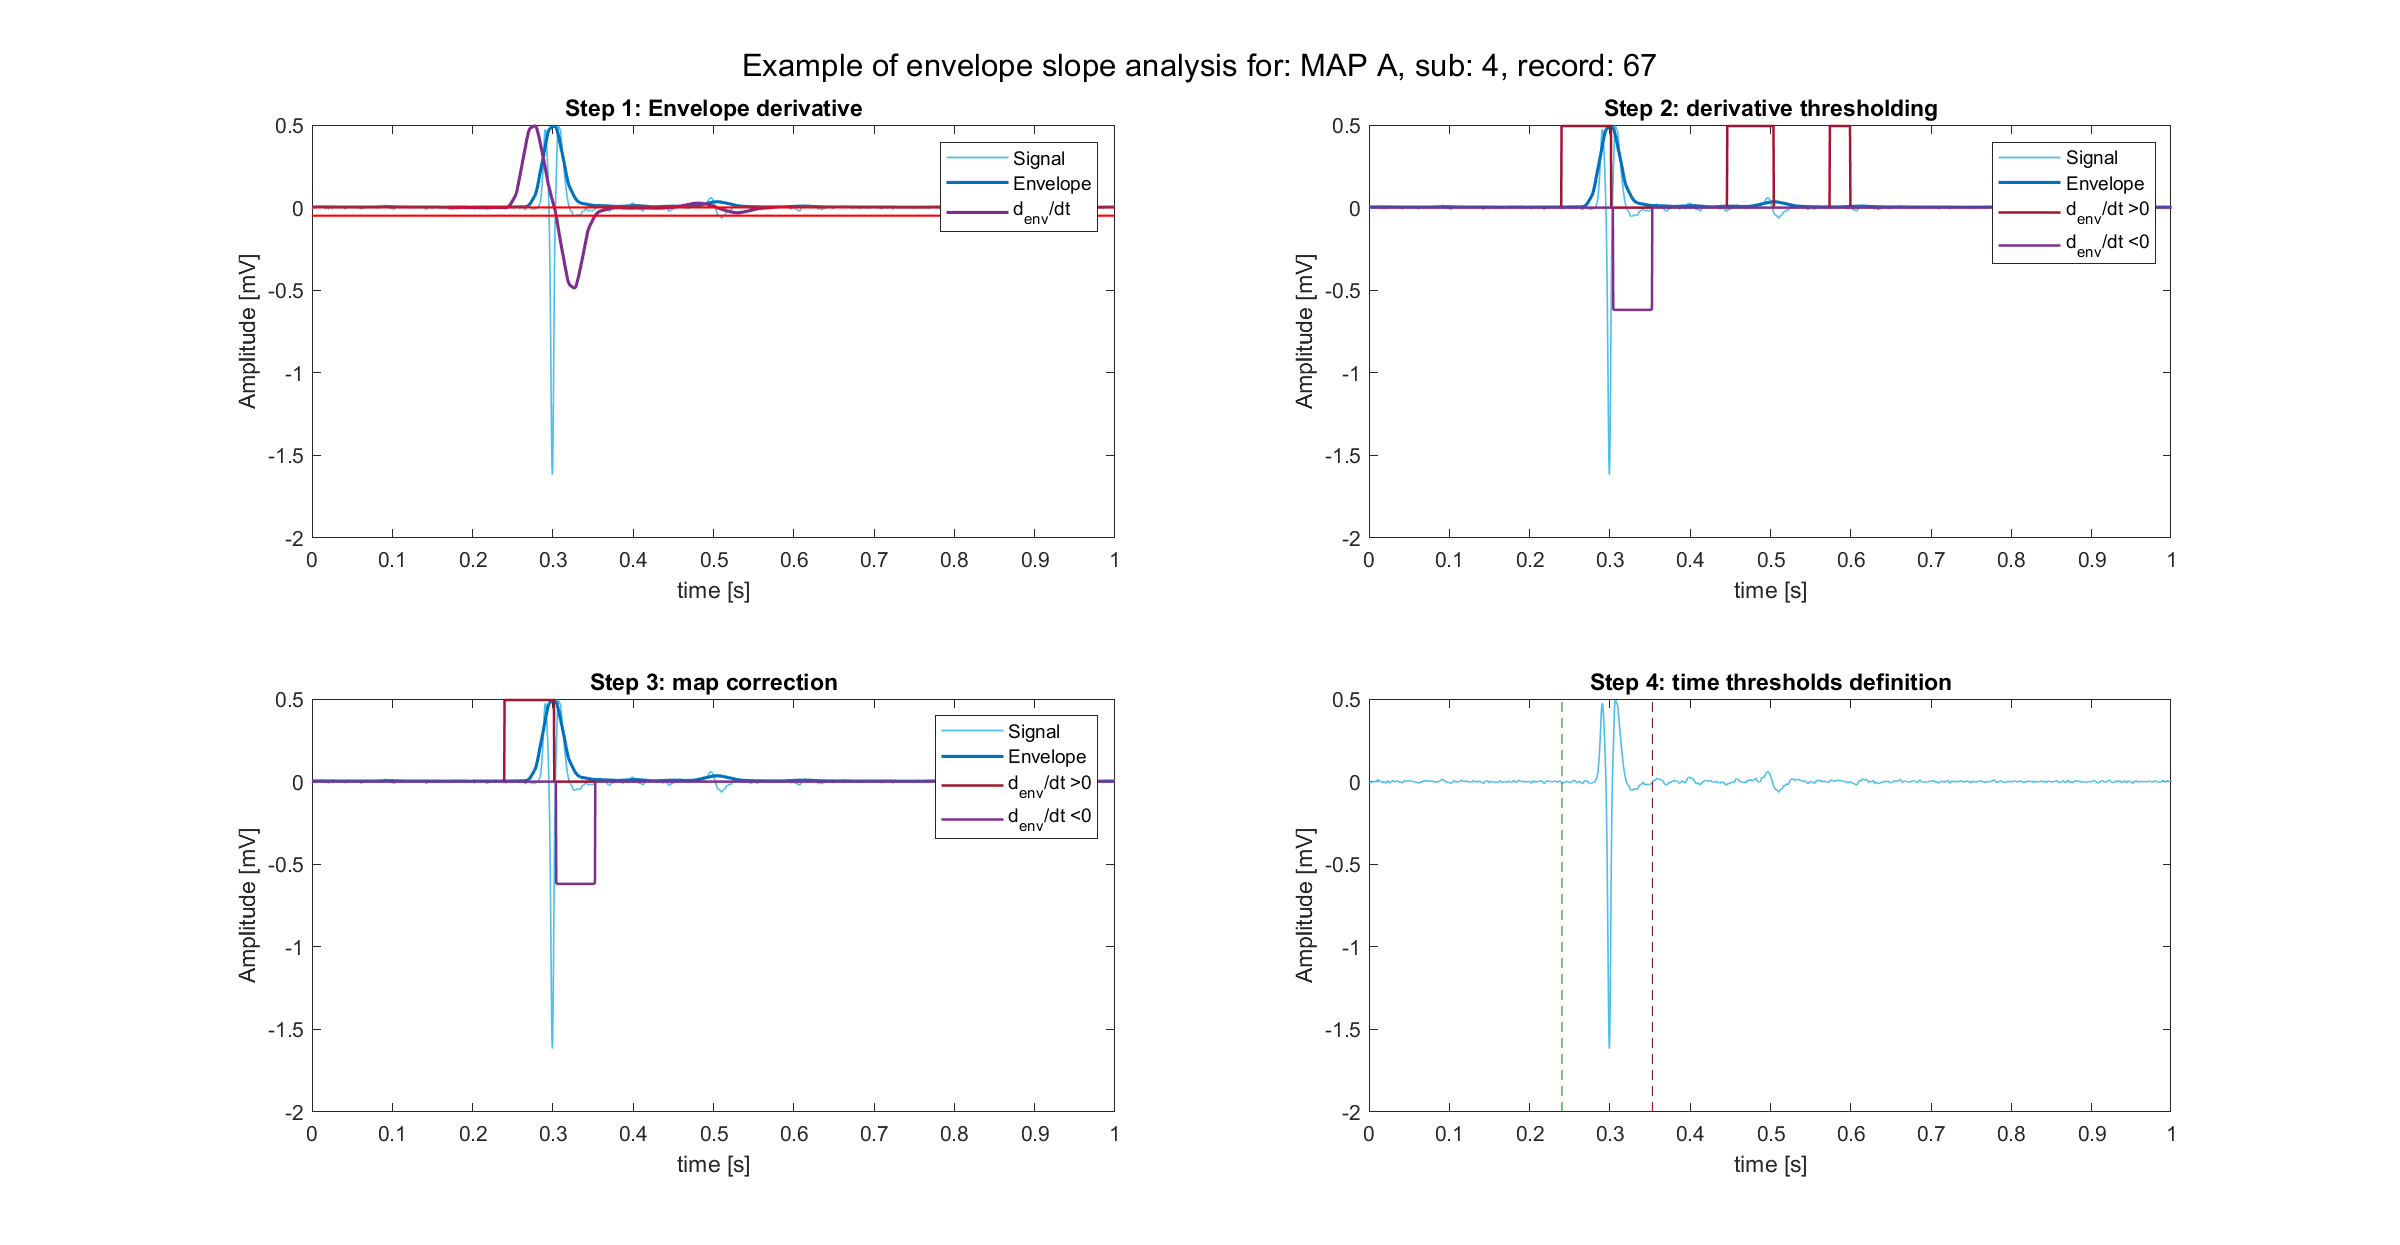 Example of envelope slope analysis for: MAP A, sub: 4, record: 67
Step 1: Envelope derivative
0.5
0
-0.5
-1
-1.5
-2
Amplitude [mV]
0 0.1 0.2 0.3 0.4 0.5 0.6 0.7 0.8 0.9 1
time [s]
Signal
Envelope
d_env/dt
Step 2: derivative thresholding
0.5
0
-0.5
-1
-1.5
-2
Amplitude [mV]
0 0.1 0.2 0.3 0.4 0.5 0.6 0.7 0.8 0.9 1
time [s]
Signal
Envelope
d_env/dt >0
d_env/dt <0
Step 3: map correction
0.5
0
-0.5
-1
-1.5
-2
Amplitude [mV]
0 0.1 0.2 0.3 0.4 0.5 0.6 0.7 0.8 0.9 1
time [s]
Signal
Envelope
d_env/dt >0
d_env/dt <0
Step 4: time thresholds definition
0.5
0
-0.5
-1
-1.5
-2
Amplitude [mV]
0 0.1 0.2 0.3 0.4 0.5 0.6 0.7 0.8 0.9 1
time [s]